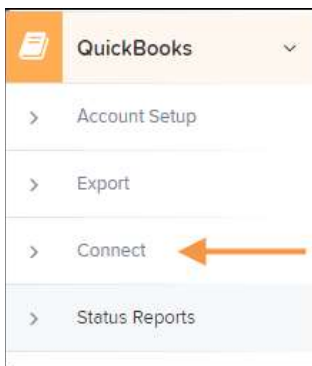 QuickBooks
Account Setup
Export
Connect
Status Reports